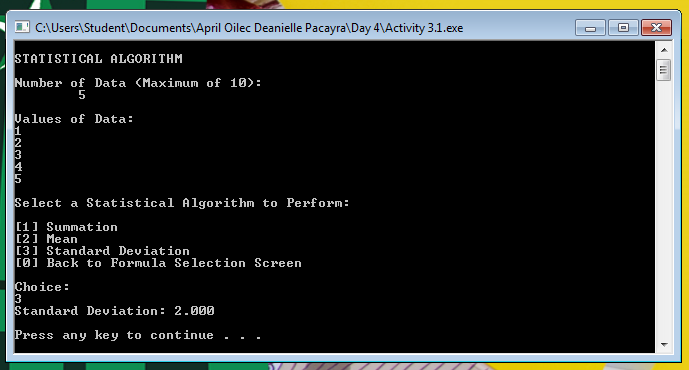 C:\Users\Student\Documents\April Oilec Deanielle Pacayra\Day 4\Activity 3.1.exe
STATISTICAL ALGORITHM
Number of Data (Maximum of 10):
5
Values of Data:
1
2
3
4
5
Select a Statistical Algorithm to Perform:
[1] Summation
[2] Mean
[3] Standard Deviation
[0] Back to Formula Selection Screen
Choice:
3
Standard Deviation: 2.000
Press any key to continue . . .